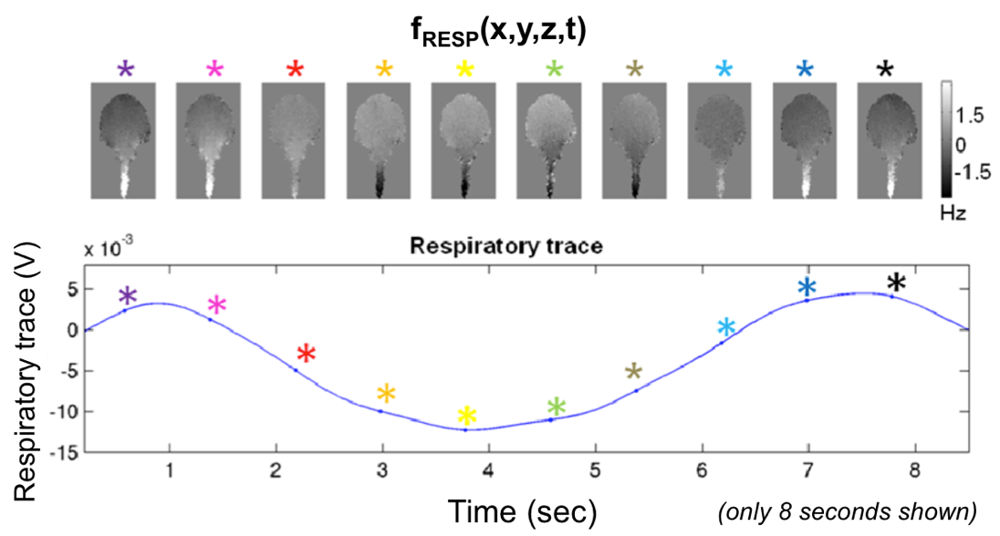 fRESP(x,y,z,t)
* * * * * * * * * *
1.5
0
-1.5
Hz
x 10-3
Respiratory trace
Respiratory trace (V)
5
0
-5
-10
-15
* * * * * * * * * *
1 2 3 4 5 6 7 8
Time (sec)
(only 8 seconds shown)